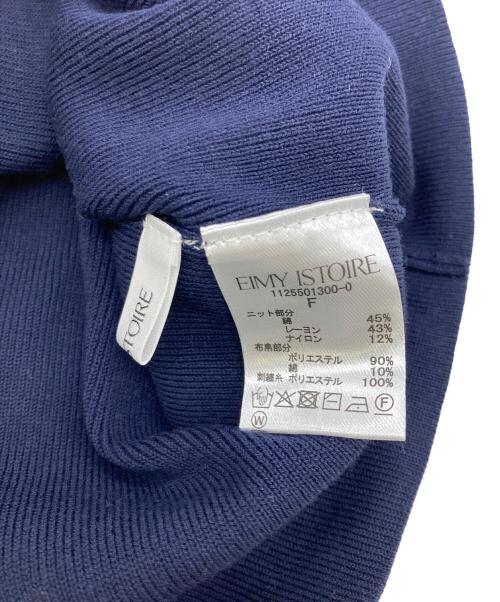 STOIRE
EIMY ISTOIRE
1125501300-0
F
ニット部分
綿 45%
レーヨン 43%
ナイロン 12%
布帛部分
ポリエステル 90%
綿 10%
刺繍糸 ポリエステル 100%
F
W